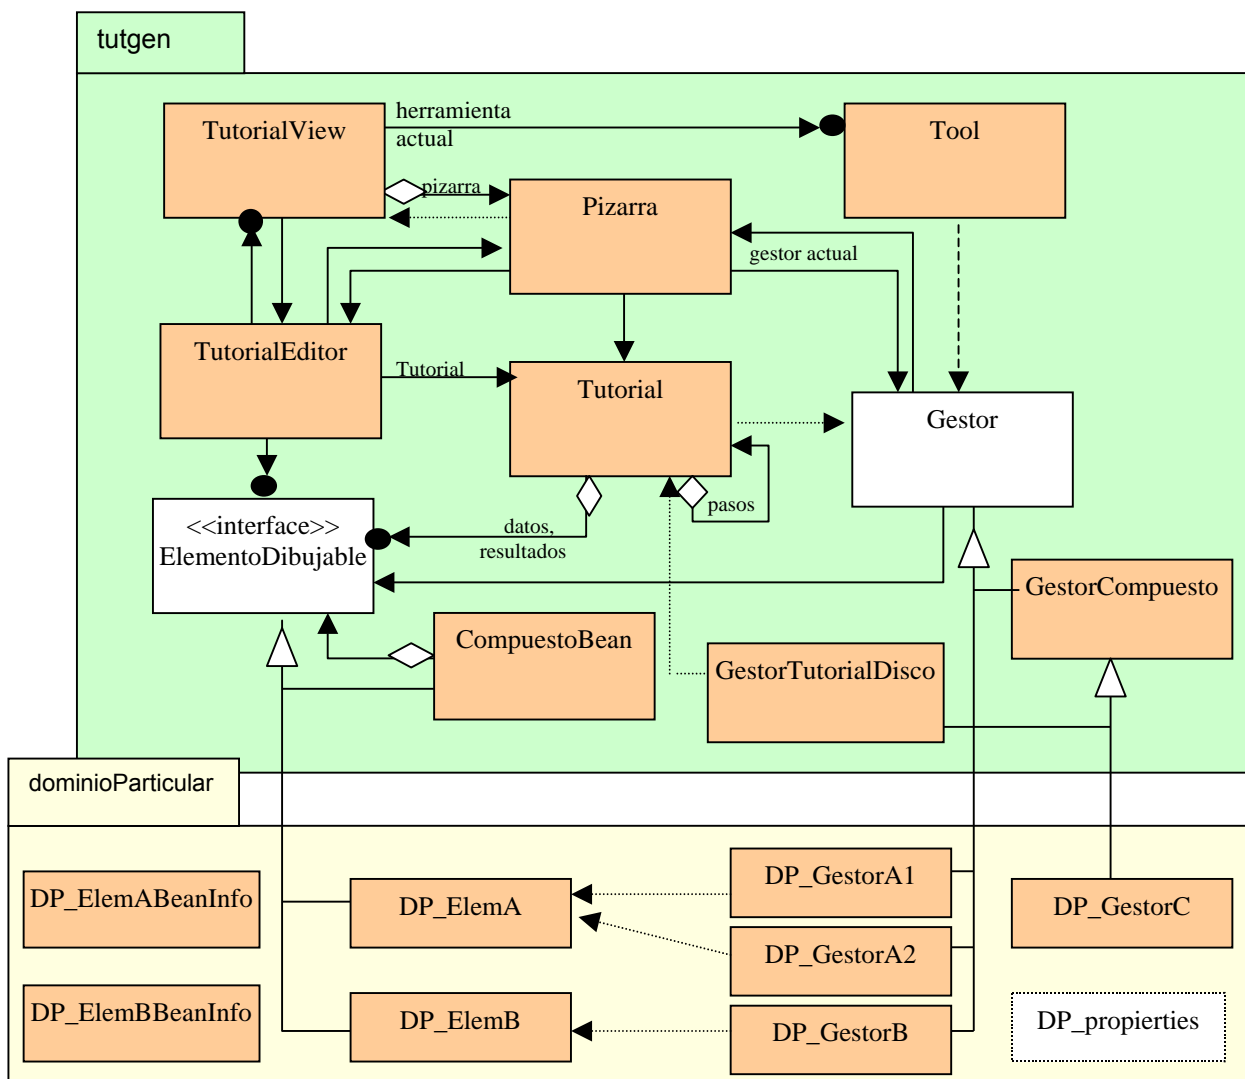 tutgen
TutorialView
herramienta
actual
Tool
pizarra
Pizarra
gestor actual
TutorialEditor
Tutorial
Tutorial
Gestor
pasos
<<interface>>
ElementoDibujable
datos,
resultados
CompuestoBean
GestorTutorialDisco
GestorCompuesto
dominioParticular
DP_ElemABeanInfo
DP_ElemA
DP_GestorA1
DP_GestorC
DP_GestorA2
DP_ElemBBeanInfo
DP_ElemB
DP_GestorB
DP_propierties